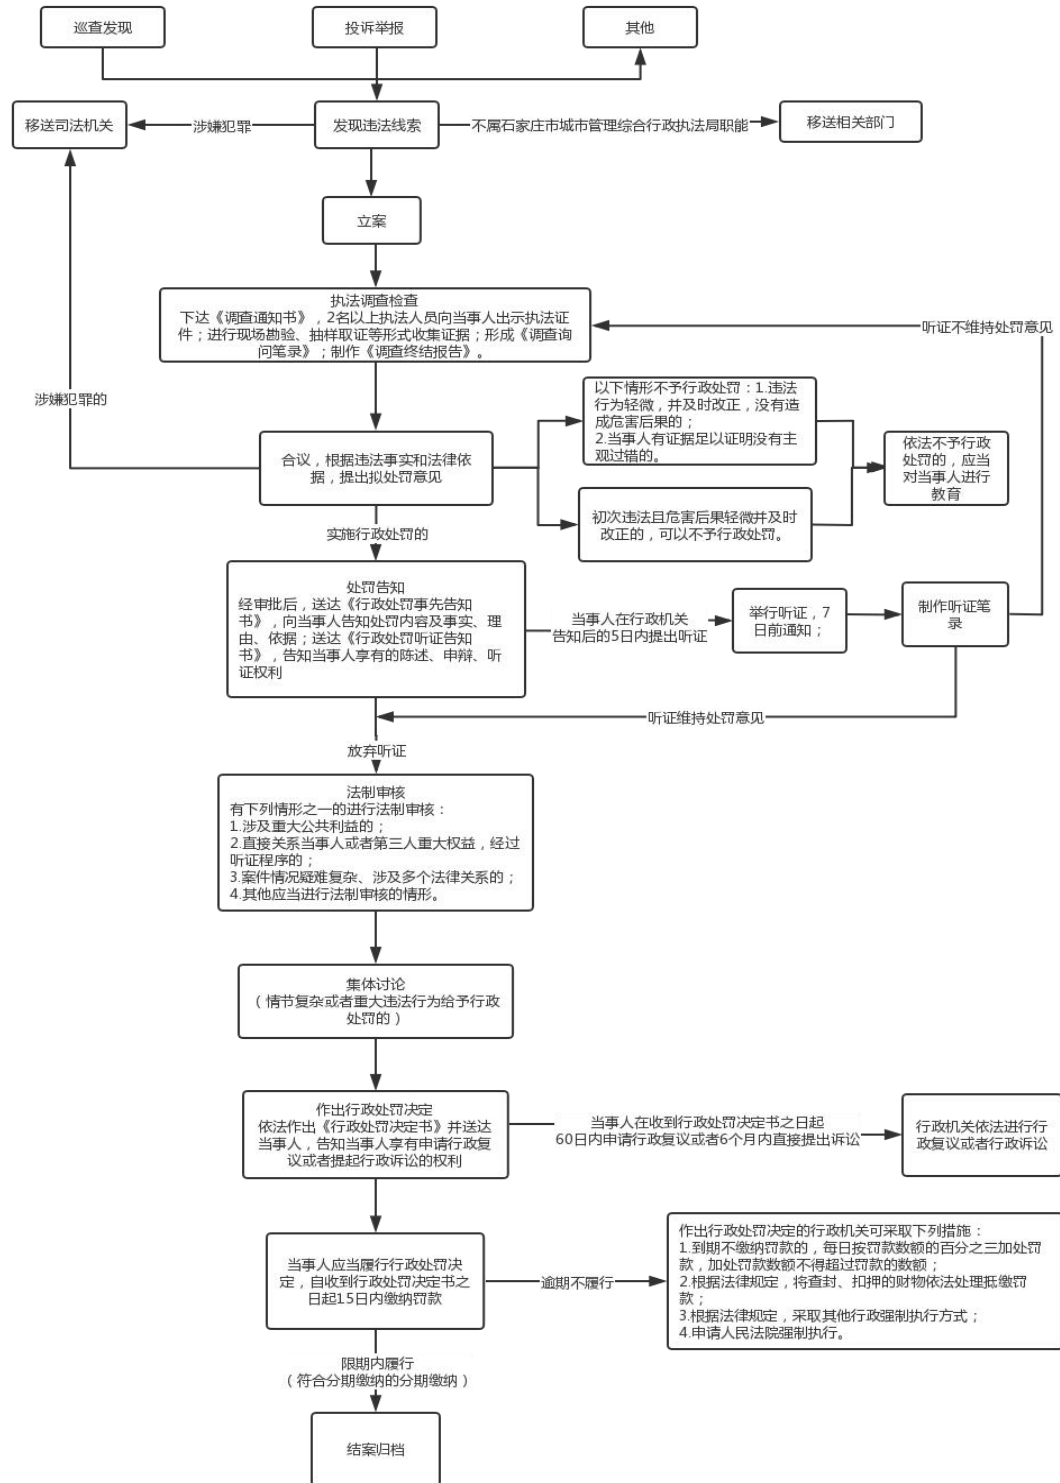 巡查发现
投诉举报
其他
移送司法机关
涉嫌犯罪
发现违法线索
不属石家庄市城市管理综合行政执法局职能
移送相关部门
立案
执法调查检查
下达《调查通知书》，2名以上执法人员向当事人出示执法证
件；进行现场勘验、抽样取证等形式收集证据；形成《调查询
问笔录》；制作《调查终结报告》。
听证不维持处罚意见
涉嫌犯罪的
以下情形不予行政处罚：1.违法
行为轻微，并及时改正，没有造
成危害后果的；
2.当事人有证据足以证明没有主
观过错的。
合议，根据违法事实和法律依
据，提出拟处罚意见
依法不予行政
处罚的，应当
对当事人进行
教育
初次违法且危害后果轻微并及时
改正的，可以不予行政处罚。
实施行政处罚的
处罚告知
经审批后，送达《行政处罚事先告知
书》，向当事人告知处罚内容及事实、理
由、依据；送达《行政处罚听证告知
书》，告知当事人享有的陈述、申辩、听
证权利
当事人在行政机关
告知后的5日内提出听证
举行听证，7
日前通知；
制作听证笔
录
听证维持处罚意见
放弃听证
法制审核
有下列情形之一的进行法制审核：
1.涉及重大公共利益的；
2.直接关系当事人或者第三人重大权益，经过
听证程序的；
3.案件情况疑难复杂、涉及多个法律关系的；
4.其他应当进行法制审核的情形。
集体讨论
（情节复杂或者重大违法行为给予行政
处罚的）
作出行政处罚决定
依法作出《行政处罚决定书》并送达
当事人，告知当事人享有申请行政复
议或者提起行政诉讼的权利
当事人在收到行政处罚决定书之日起
60日内申请行政复议或者6个月内直接提出诉讼
行政机关依法进行行
政复议或者行政诉讼
当事人应当履行行政处罚决
定，自收到行政处罚决定书之
日起15日内缴纳罚款
逾期不履行
作出行政处罚决定的行政机关可采取下列措施：
1.到期不缴纳罚款的，每日按罚款数额的百分之三加处罚
款，加处罚款数额不得超过罚款的数额；
2.根据法律规定，将查封、扣押的财物依法处理抵缴罚
款；
3.根据法律规定，采取其他行政强制执行方式；
4.申请人民法院强制执行。
限期内履行
（符合分期缴纳的分期缴纳）
结案归档